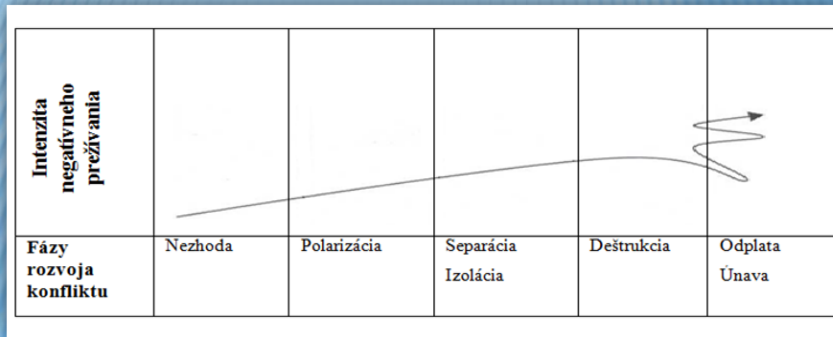 Intenzita
negatívneho
prežívania
Fázy
rozvoja
konfliktu
Nezhoda
Polarizácia
Separácia
Izolácia
Deštrukcia
Odplata
Únava